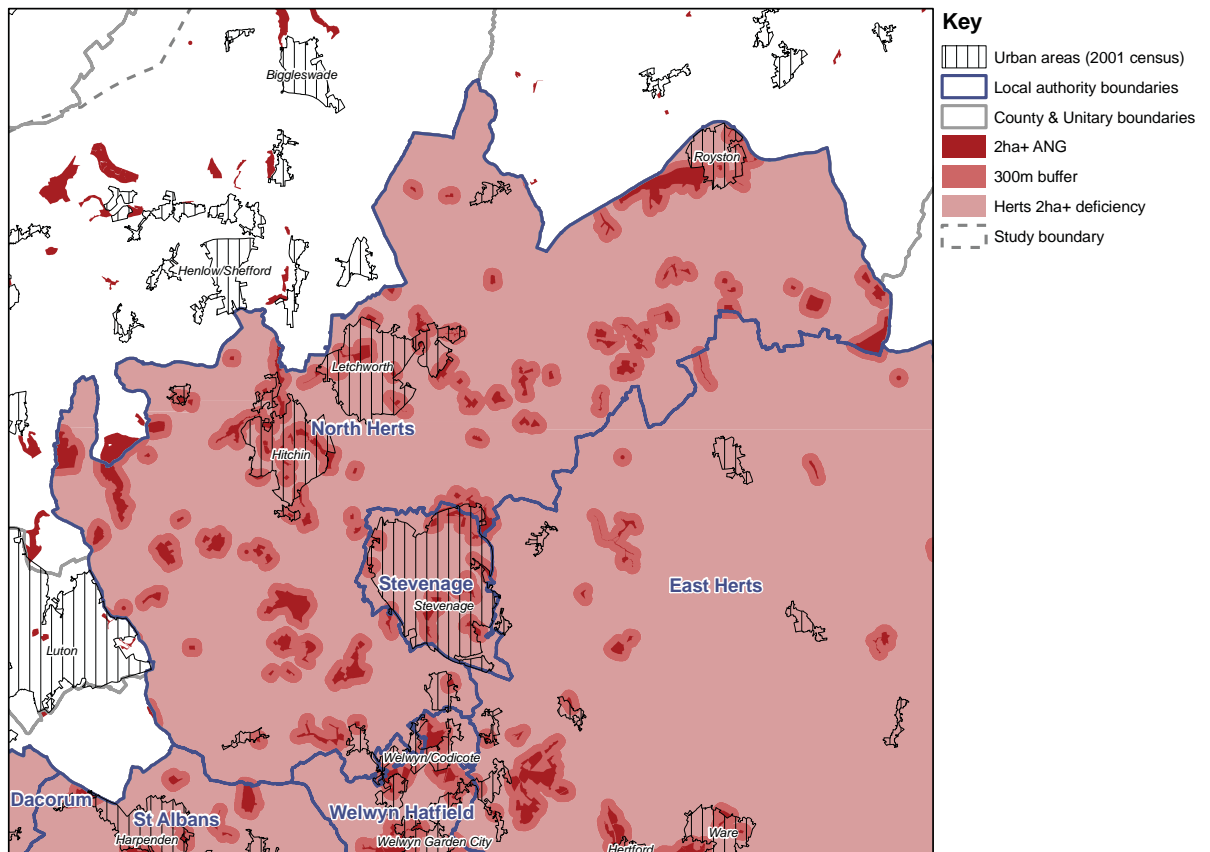 Key
Urban areas (2001 census)
Local authority boundaries
County & Unitary boundaries
2ha+ ANG
300m buffer
Herts 2ha+ deficiency
Study boundary
Biggleswade
Royston
Henlow/Shefford
Letchworth
North Herts
Hitchin
Stevenage
Stevenage
East Herts
Luton
Welwyn/Codicote
Dacorum
St Albans
Welwyn Hatfield
Harpenden
Welwyn Garden City
Ware
Hertford